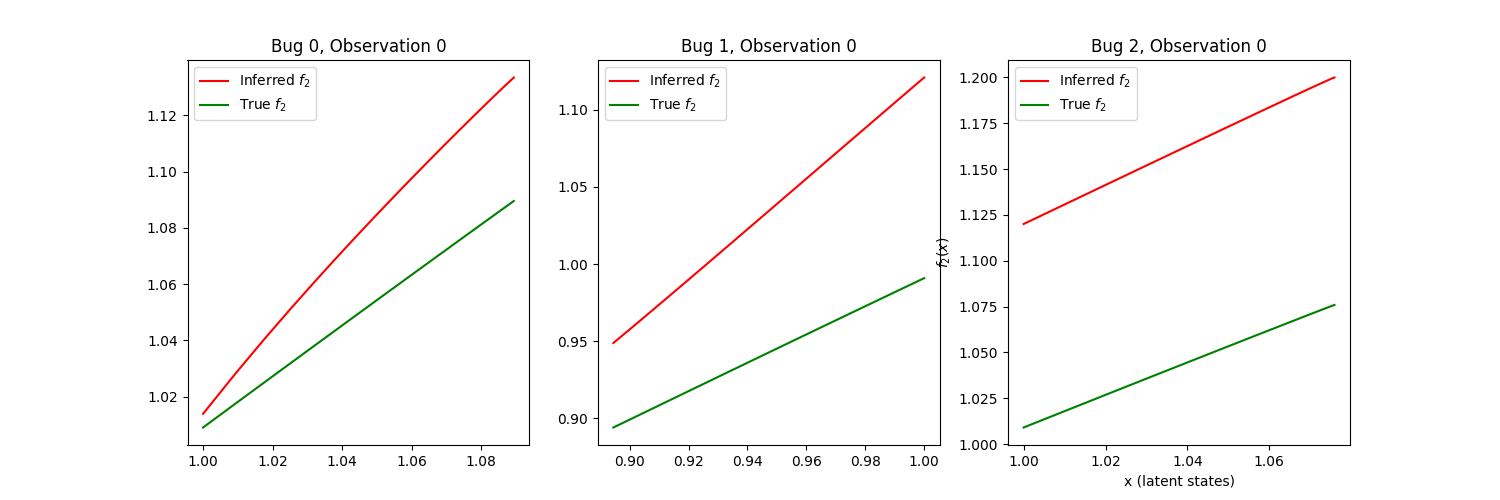 Bug 0, Observation 0
Inferred f₂
True f₂
1.12
1.10
1.08
1.06
1.04
1.02
1.00 1.02 1.04 1.06 1.08
Bug 1, Observation 0
Inferred f₂
True f₂
1.10
1.05
1.00
0.95
0.90
0.90 0.92 0.94 0.96 0.98 1.00
Bug 2, Observation 0
Inferred f₂
True f₂
f₂(x)
1.200
1.175
1.150
1.125
1.100
1.075
1.050
1.025
1.000
1.00 1.02 1.04 1.06
x (latent states)